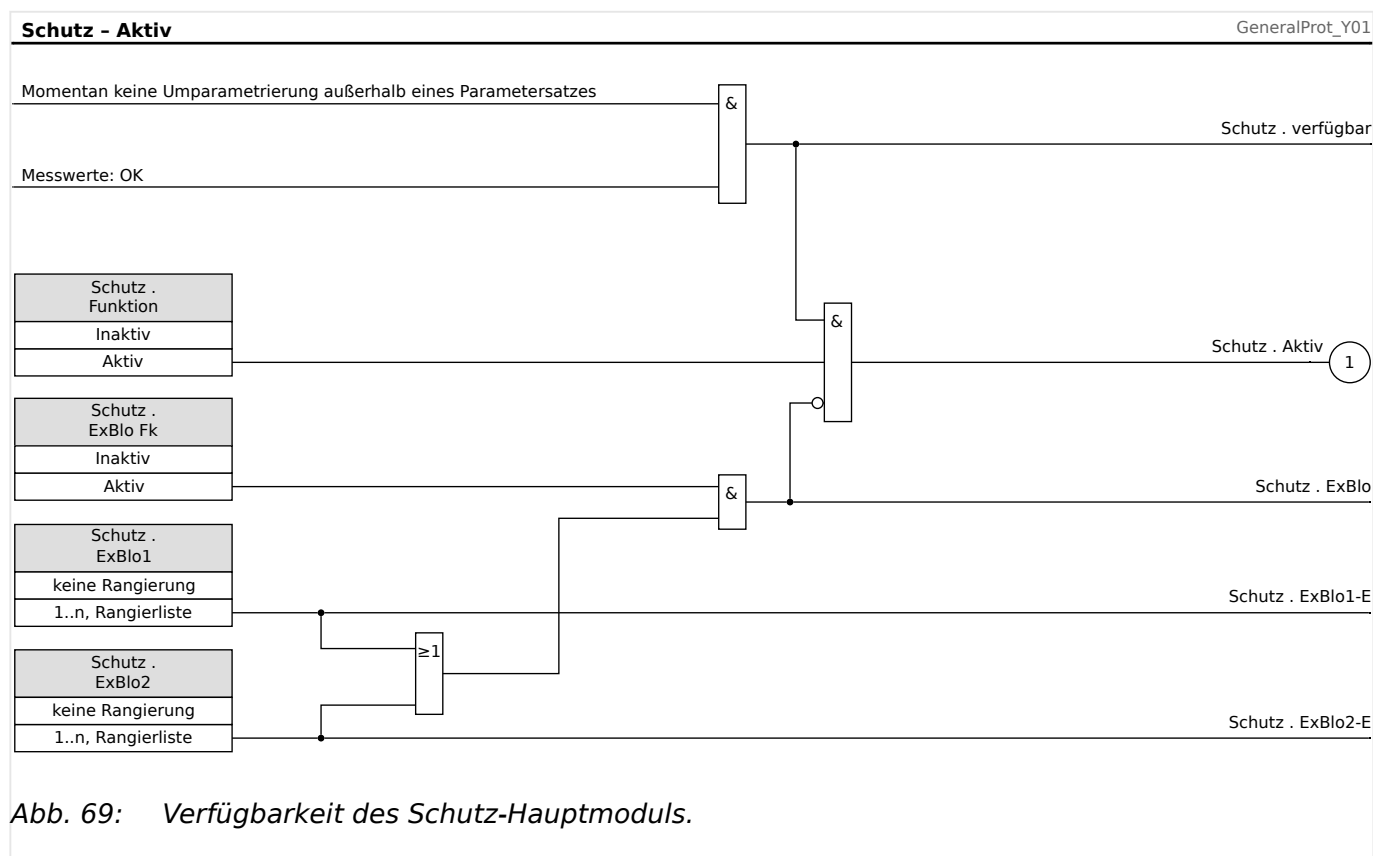 Schutz – Aktiv
GeneralProt_Y01
Momentan keine Umparametrierung außerhalb eines Parametersatzes
&
Schutz . verfügbar
Messwerte: OK
Schutz .
Funktion
Inaktiv
Aktiv
&
Schutz . Aktiv
1
Schutz .
ExBlo Fk
Inaktiv
Aktiv
&
Schutz . ExBlo
Schutz .
ExBlo1
keine Rangierung
1..n, Rangierliste
Schutz . ExBlo1-E
≥1
Schutz .
ExBlo2
keine Rangierung
1..n, Rangierliste
Schutz . ExBlo2-E
Abb. 69: Verfügbarkeit des Schutz-Hauptmoduls.